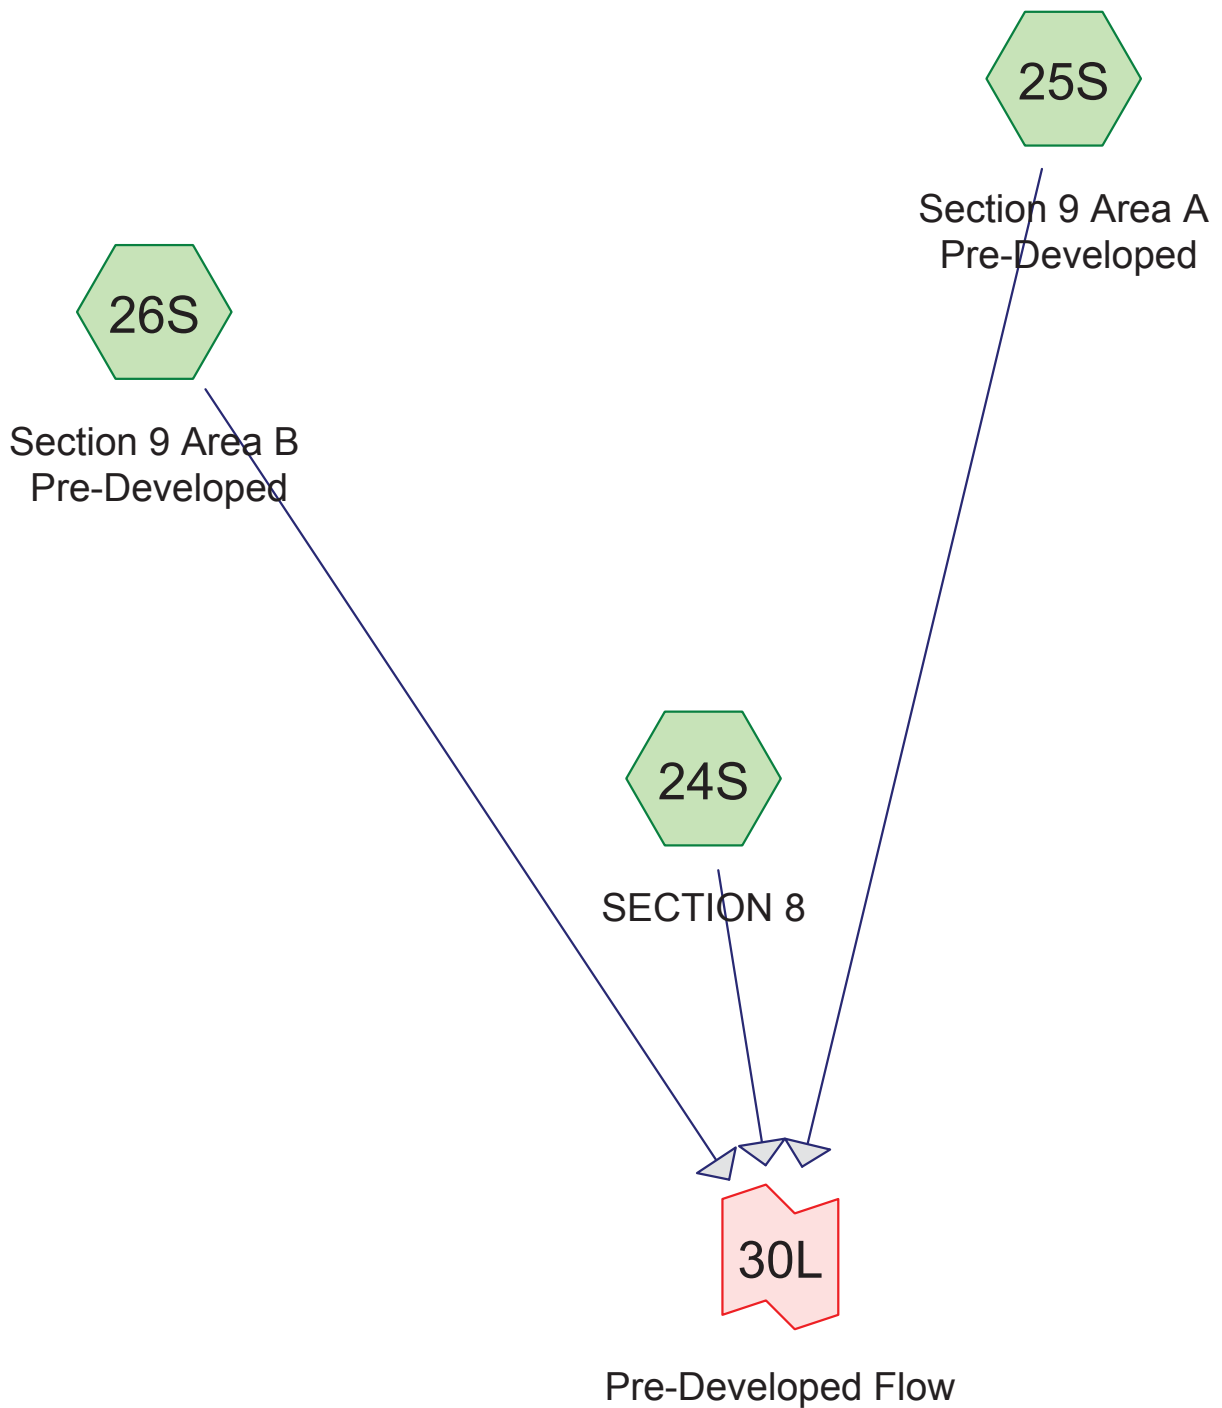 25S
Section 9 Area A
Pre-Developed
26S
Section 9 Area B
Pre-Developed
24S
SECTION 8
30L
Pre-Developed Flow